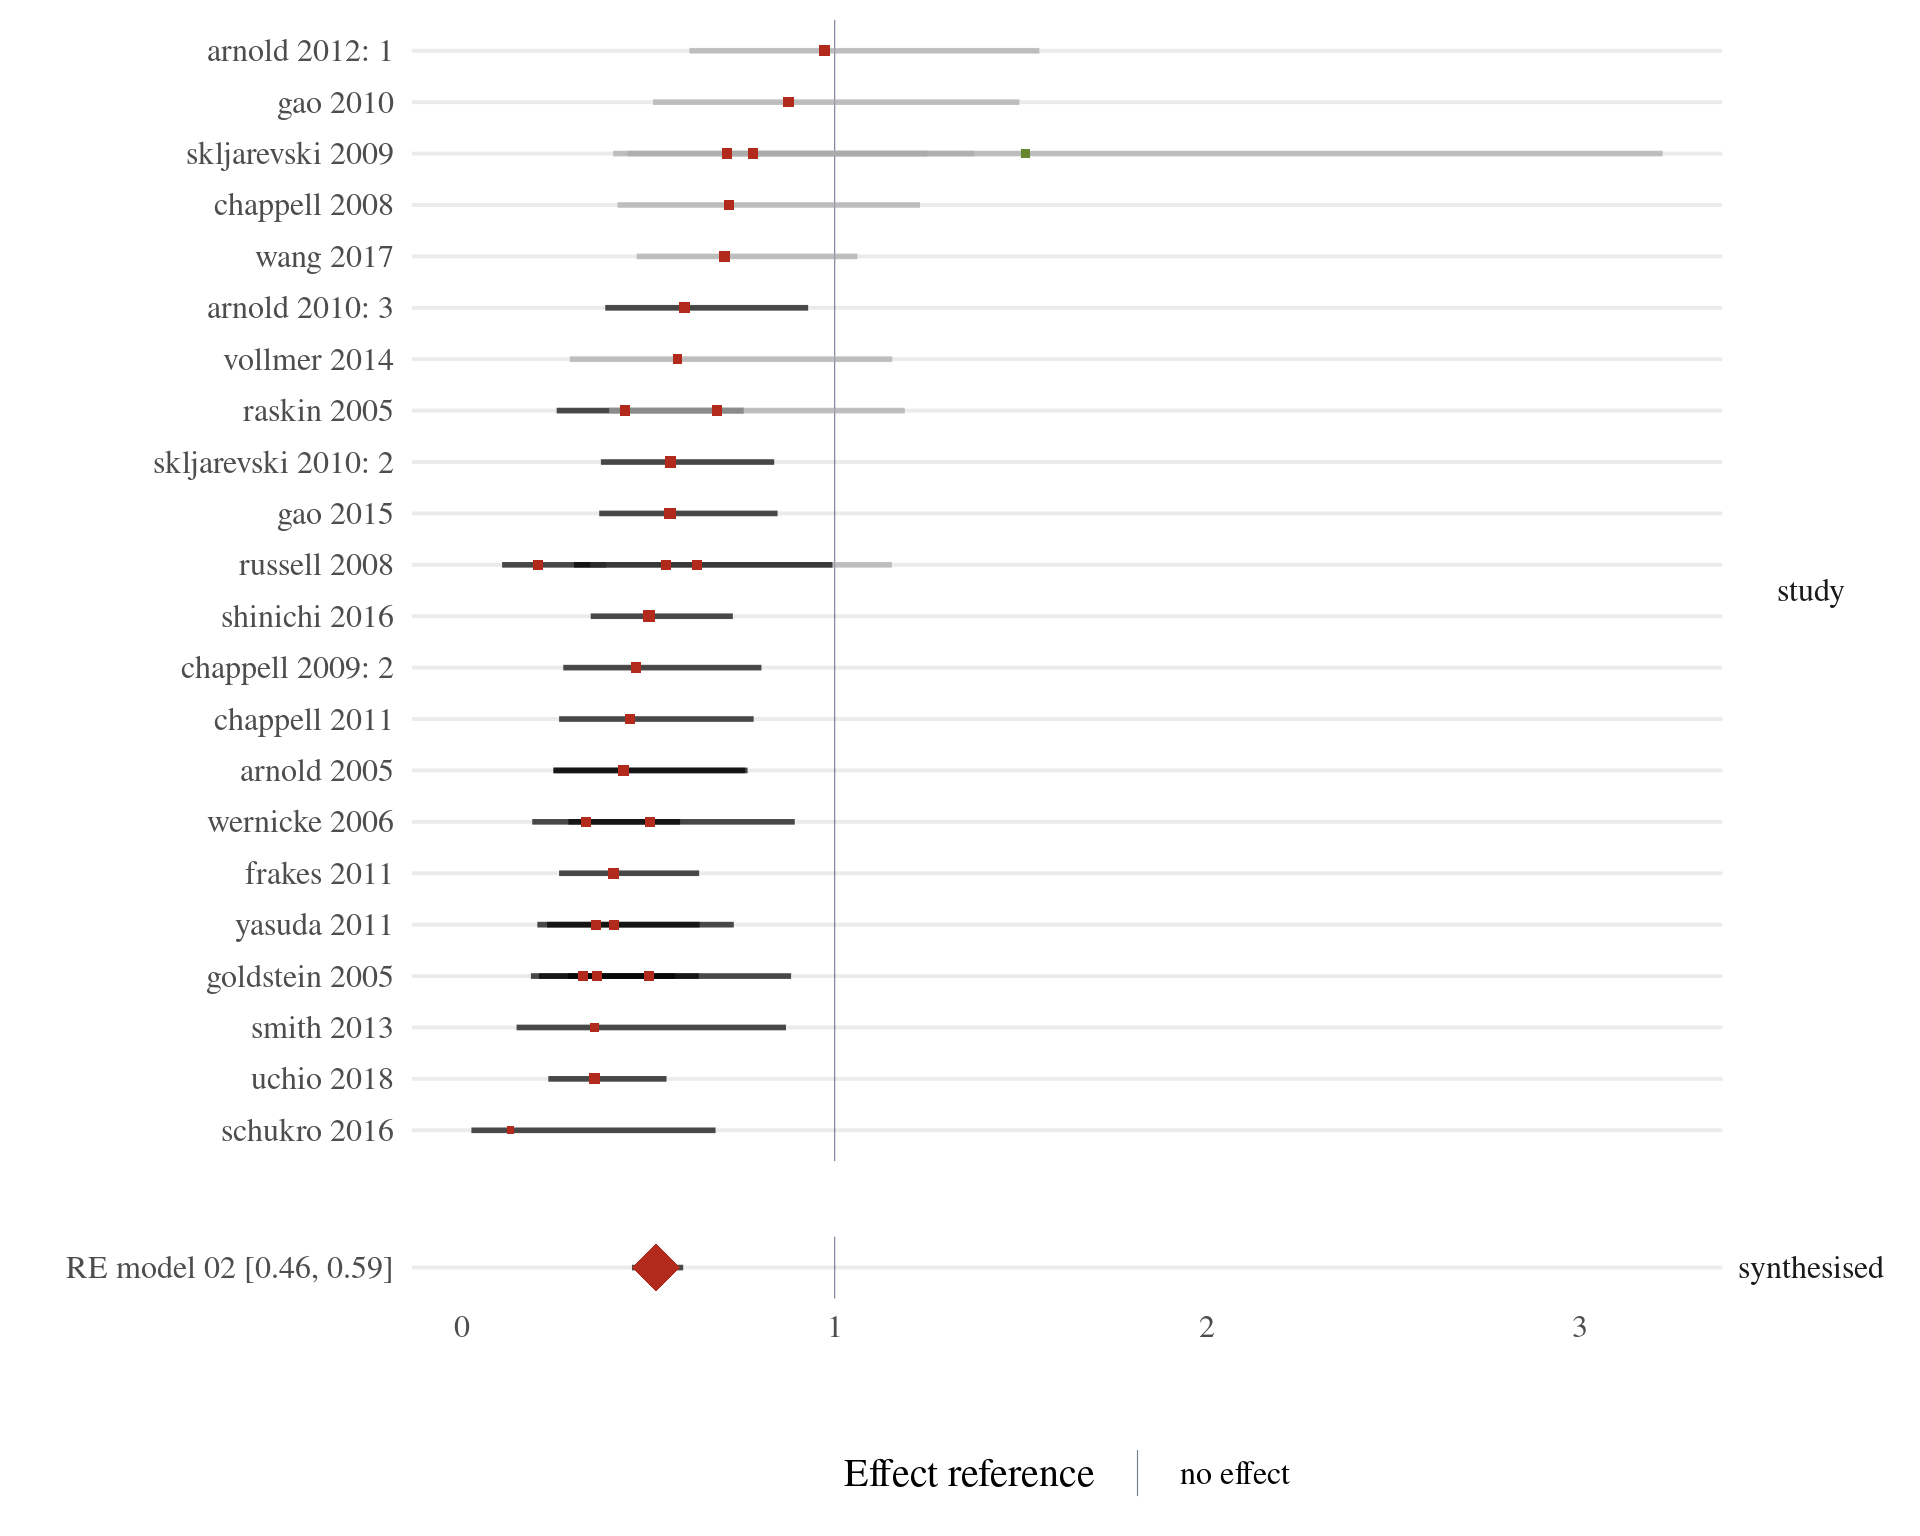 arnold 2012: 1
gao 2010
skljarevski 2009
chappell 2008
wang 2017
arnold 2010: 3
vollmer 2014
raskin 2005
skljarevski 2010: 2
gao 2015
russell 2008
study
shinichi 2016
chappell 2009: 2
chappell 2011
arnold 2005
wernicke 2006
frakes 2011
yasuda 2011
goldstein 2005
smith 2013
uchio 2018
schukro 2016
RE model 02 [0.46, 0.59] synthesised
0 1 2 3
Effect reference no effect